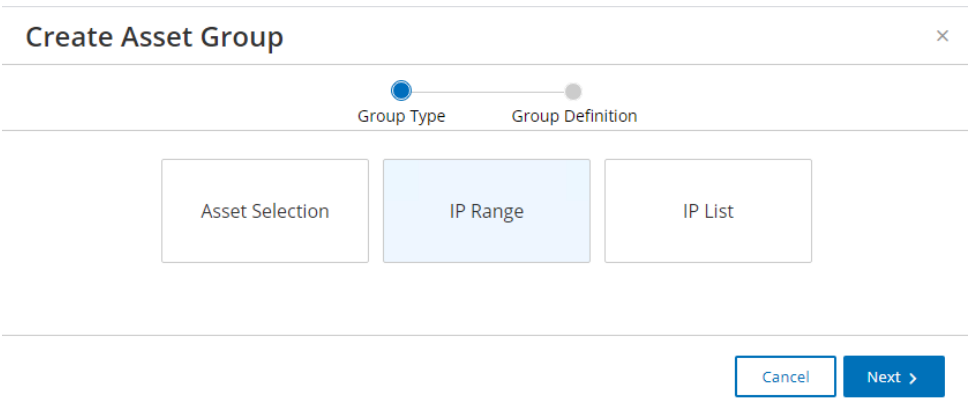 Create Asset Group
Group Type Group Definition
Asset Selection IP Range IP List
Cancel Next